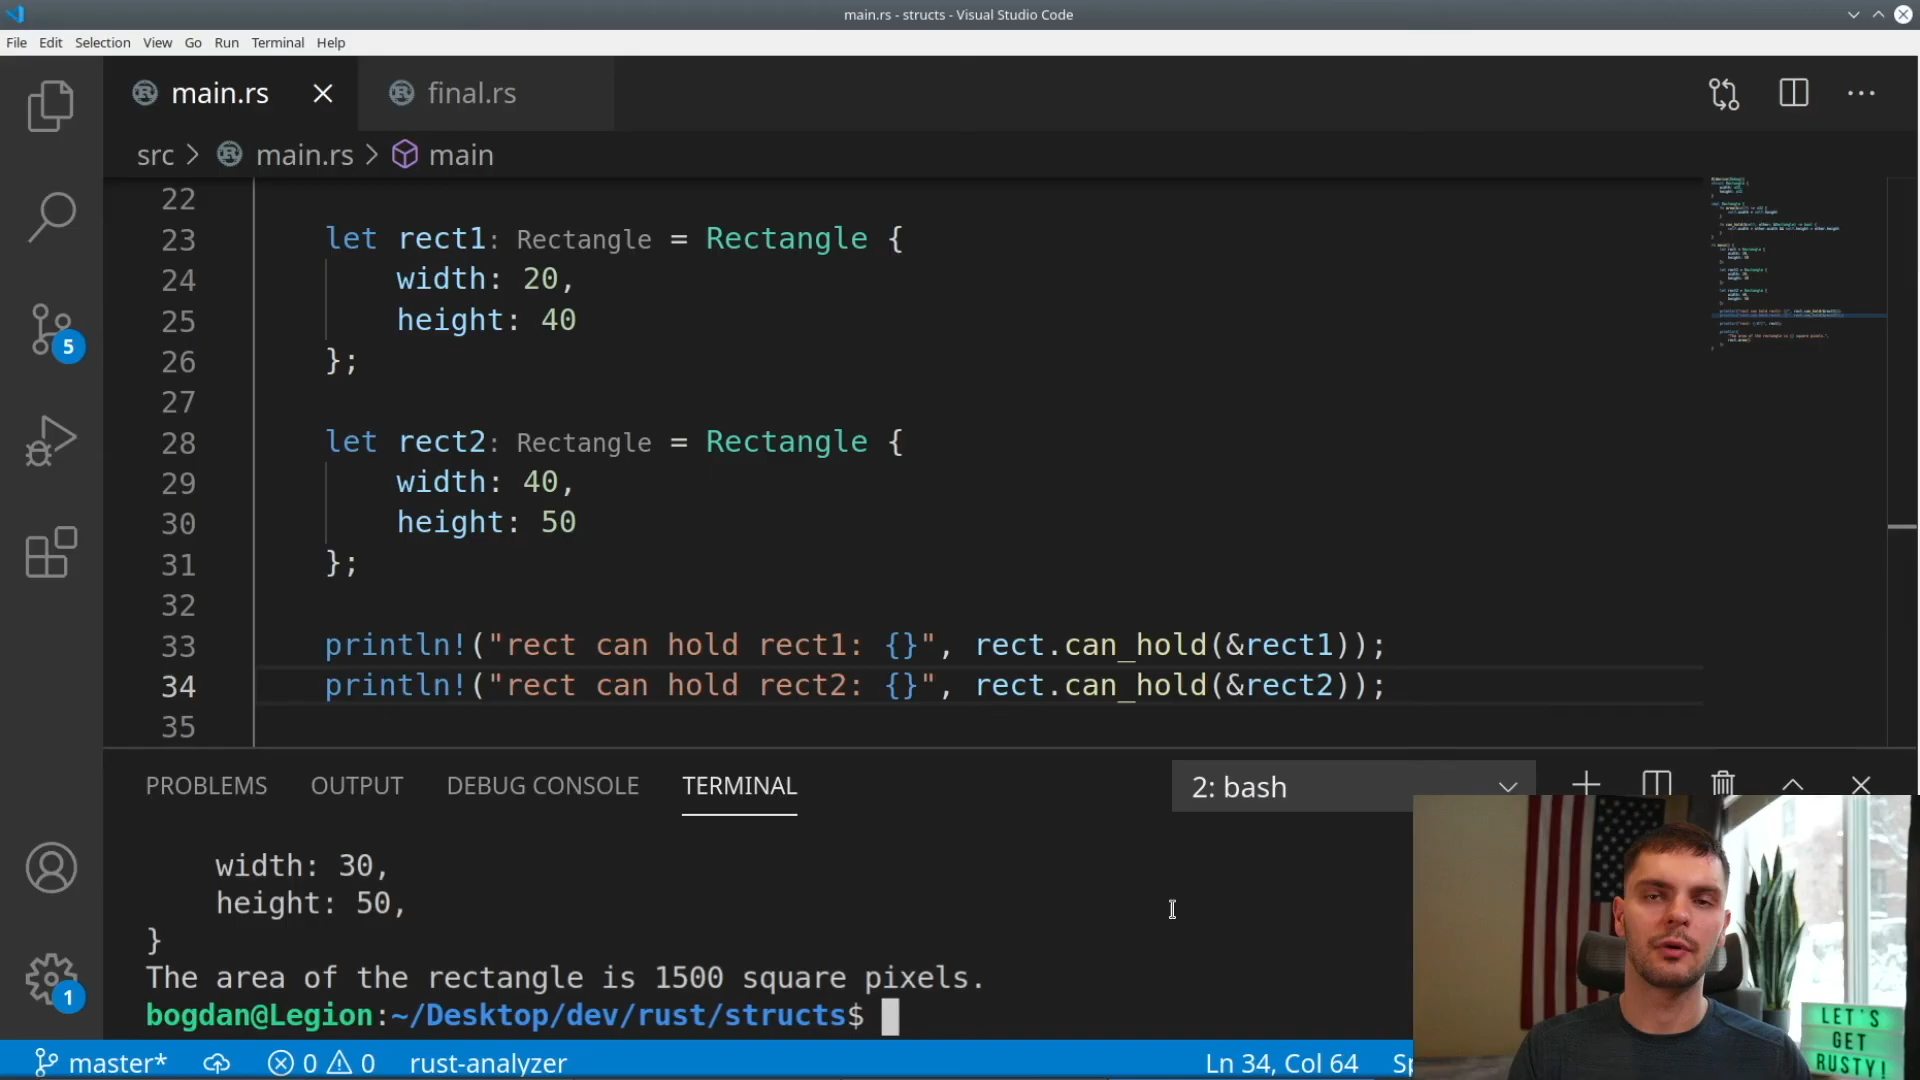 main.rs - structs - Visual Studio Code
File Edit Selection View Go Run Terminal Help
main.rs final.rs
src > main.rs > main
22
23 let rect1: Rectangle = Rectangle {
24 width: 20,
25 height: 40
26 };
27
28 let rect2: Rectangle = Rectangle {
29 width: 40,
30 height: 50
31 };
32
33 println!("rect can hold rect1: {}", rect.can_hold(&rect1));
34 println!("rect can hold rect2: {}", rect.can_hold(&rect2));
35
5
PROBLEMS OUTPUT DEBUG CONSOLE TERMINAL 2: bash
width: 30,
height: 50,
}
The area of the rectangle is 1500 square pixels.
bogdan@Legion:~/Desktop/dev/rust/structs$
1
master* 0 0 rust-analyzer Ln 34, Col 64 Sp
LET'S
GET
RUSTY!